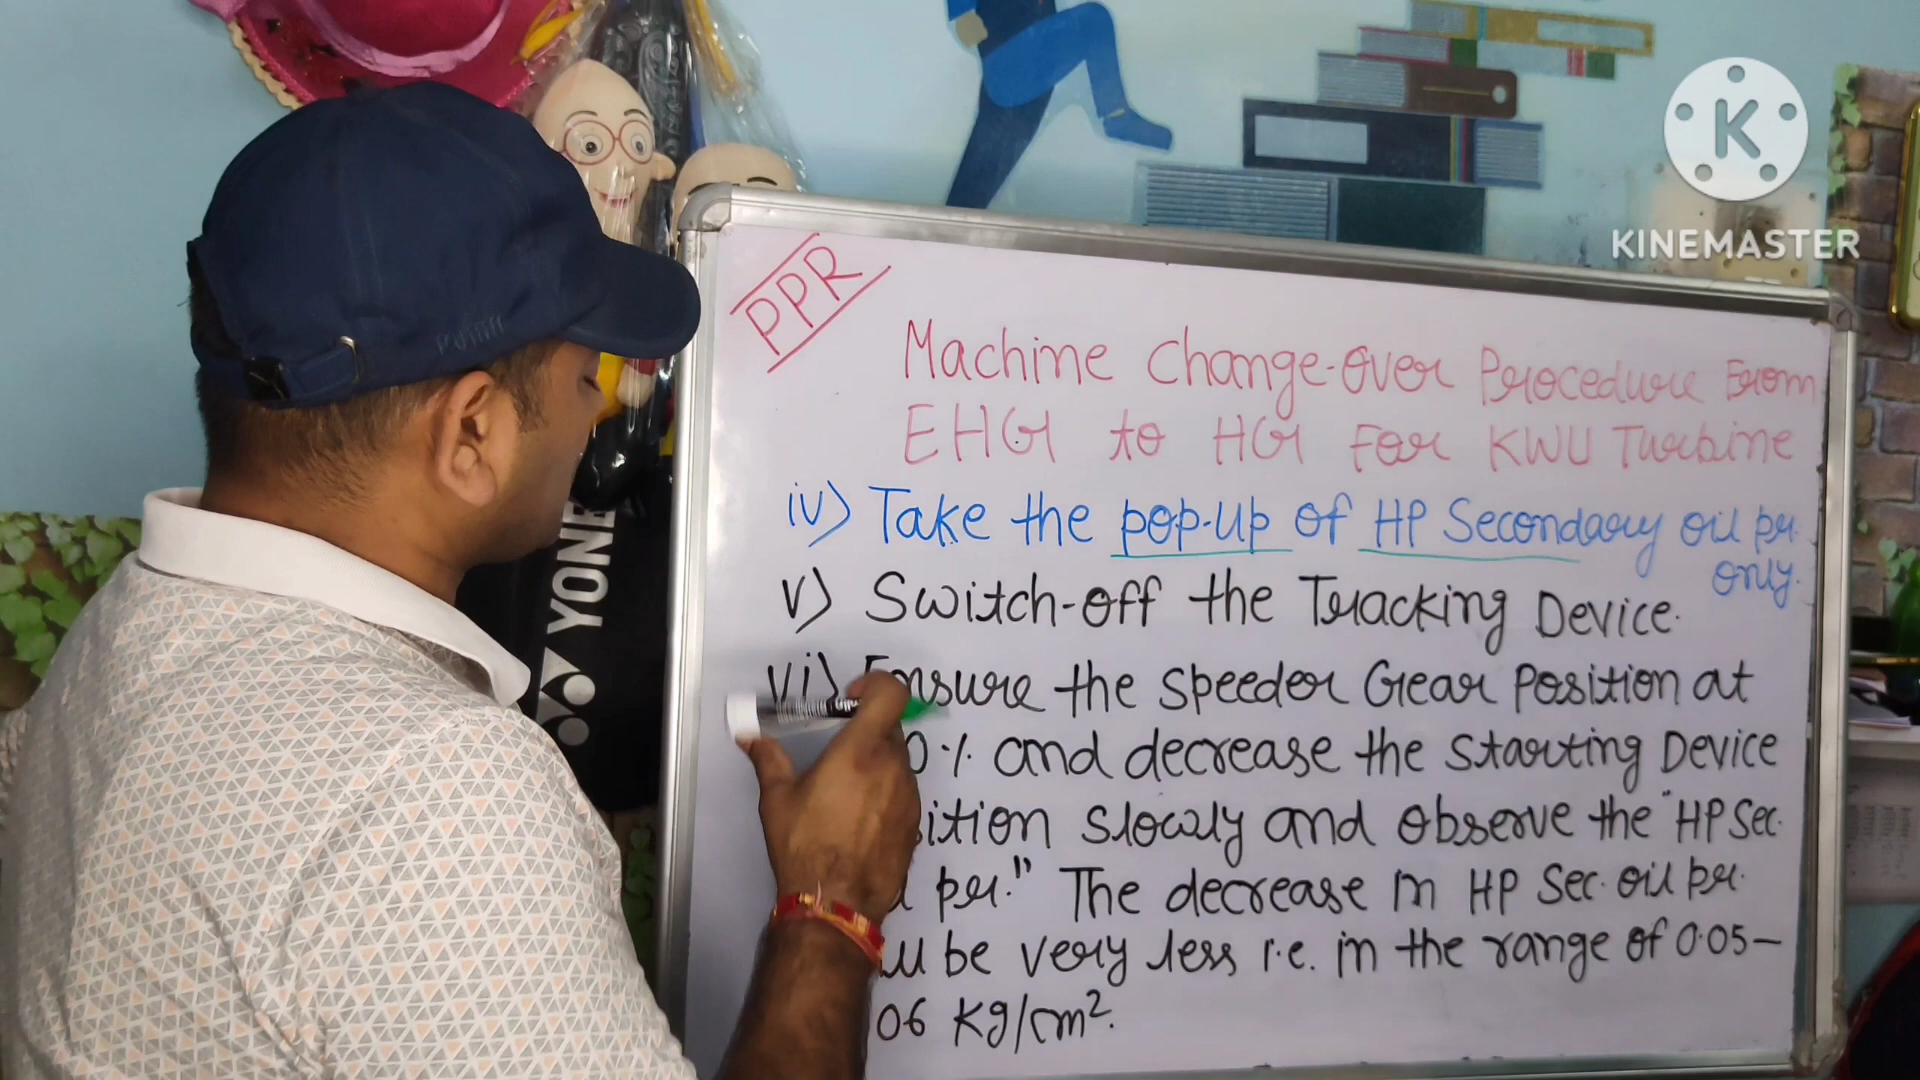 KINEMASTER
PPR
Machine Change-Over Procedure From
EHG to HG For KWU Turbine
iv) Take the pop-up of HP Secondary oil pr.
only.
v) Switch-off the Tracking Device.
vi) Ensure the Speeder Gear Position at
0% and decrease the starting Device
sition slowly and observe the "HP Sec.
pr." The decrease in HP Sec. oil pr.
be very less i.e. in the range of 0.05-
06 Kg/cm².
YONE